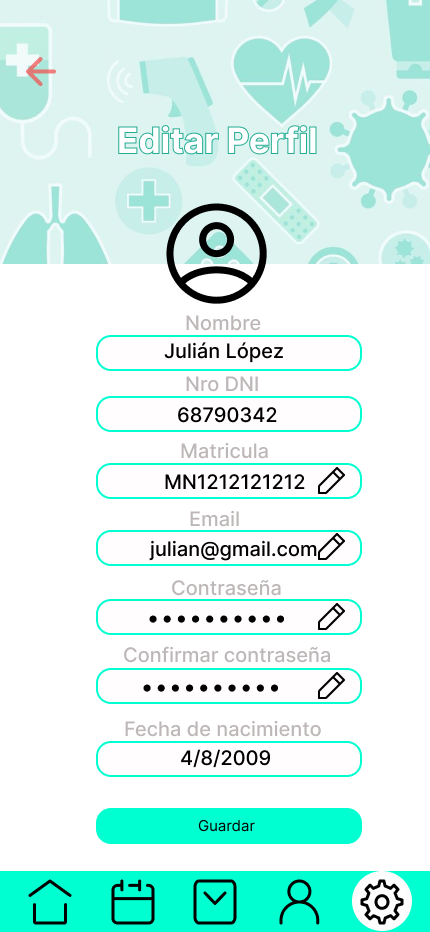 Editar Perfil
Nombre
Julián López
Nro DNI
68790342
Matricula
MN1212121212
Email
julian@gmail.com
Contraseña
••••••••••
Confirmar contraseña
••••••••••
Fecha de nacimiento
4/8/2009
Guardar